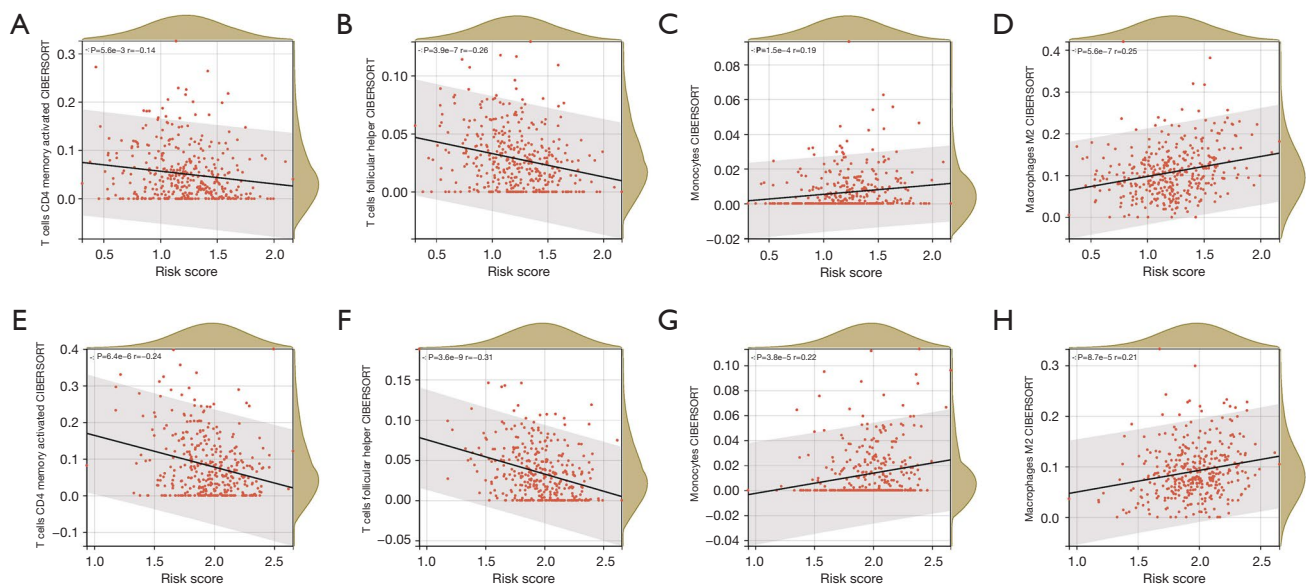 A
T cells CD4 memory activated CIBERSORT
P=5.6e−3 r=−0.14
0.3
0.2
0.1
0.0
0.5 1.0 1.5 2.0
Risk score
B
T cells follicular helper CIBERSORT
P=3.9e−7 r=−0.26
0.10
0.05
0.00
0.5 1.0 1.5 2.0
Risk score
C
Monocytes CIBERSORT
P=1.5e−4 r=0.19
0.08
0.06
0.04
0.02
0.00
−0.02
0.5 1.0 1.5 2.0
Risk score
D
Macrophages M2 CIBERSORT
P=5.6e−7 r=0.25
0.4
0.3
0.2
0.1
0.0
0.5 1.0 1.5 2.0
Risk score
E
T cells CD4 memory activated CIBERSORT
P=6.4e−6 r=−0.24
0.4
0.3
0.2
0.1
0.0
−0.1
1.0 1.5 2.0 2.5
Risk score
F
T cells follicular helper CIBERSORT
P=3.6e−9 r=−0.31
0.15
0.10
0.05
0.00
−0.05
1.0 1.5 2.0 2.5
Risk score
G
Monocytes CIBERSORT
P=3.8e−5 r=0.22
0.10
0.08
0.06
0.04
0.02
0.00
−0.02
−0.04
1.0 1.5 2.0 2.5
Risk score
H
Macrophages M2 CIBERSORT
P=8.7e−5 r=0.21
0.3
0.2
0.1
0.0
1.0 1.5 2.0 2.5
Risk score